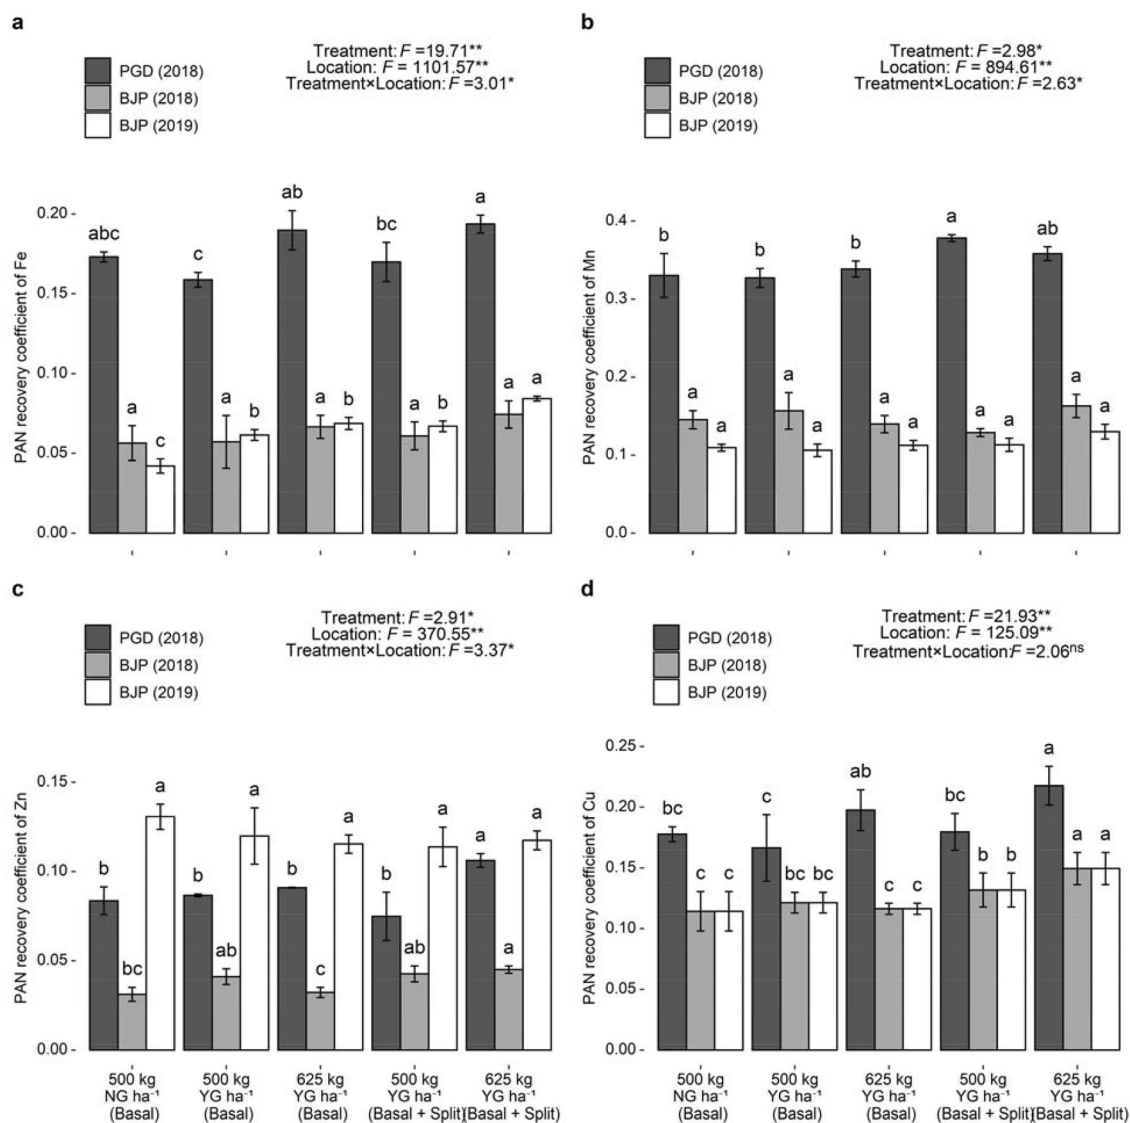 a
PGD (2018)
BJP (2018)
BJP (2019)
Treatment: F =19.71**
Location: F = 1101.57**
Treatment×Location: F =3.01*
PAN recovery coefficient of Fe
0.20 -
0.15 -
0.10 -
0.05 -
0.00 -
abc a c
c a b
ab a b
bc a b
a a a
b
PGD (2018)
BJP (2018)
BJP (2019)
Treatment: F =2.98*
Location: F = 894.61**
Treatment×Location: F =2.63*
PAN recovery coefficient of Mn
0.4 -
0.3 -
0.2 -
0.1 -
0.0 -
b a a
b a a
b a a
a a a
ab a a
c
PGD (2018)
BJP (2018)
BJP (2019)
Treatment: F =2.91*
Location: F = 370.55**
Treatment×Location: F =3.37*
PAN recovery coefficient of Zn
0.15 -
0.10 -
0.05 -
0.00 -
b bc a
b ab a
b c a
b ab a
a a a
500 kg
NG ha⁻¹
(Basal)
500 kg
YG ha⁻¹
(Basal)
625 kg
YG ha⁻¹
(Basal)
500 kg
YG ha⁻¹
(Basal + Split)
625 kg
YG ha⁻¹
(Basal + Split)
d
PGD (2018)
BJP (2018)
BJP (2019)
Treatment: F =21.93**
Location: F = 125.09**
Treatment×Location: F =2.06ns
PAN recovery coefficient of Cu
0.25 -
0.20 -
0.15 -
0.10 -
0.05 -
0.00 -
bc c c
c bc bc
ab c c
bc b b
a a a
500 kg
NG ha⁻¹
(Basal)
500 kg
YG ha⁻¹
(Basal)
625 kg
YG ha⁻¹
(Basal)
500 kg
YG ha⁻¹
(Basal + Split)
625 kg
YG ha⁻¹
(Basal + Split)